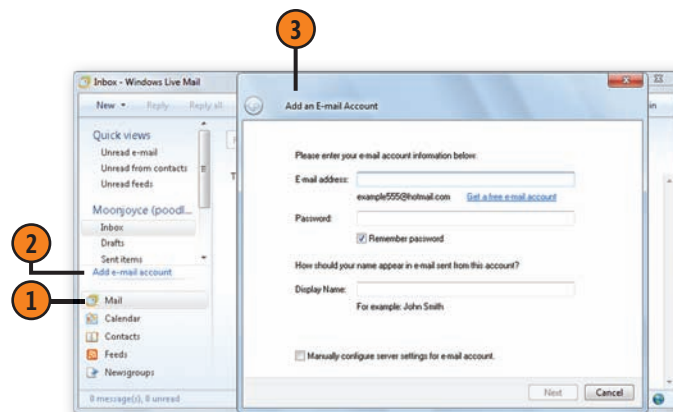 3
Inbox - Windows Live Mail
New Reply Reply all
Add an E-mail Account
in
Quick views
Unread e-mail
Unread from contacts
Unread feeds
Moonjoyce (poodl...
Inbox
Drafts
Sent items
2
Add e-mail account
1
Mail
Calendar
Contacts
Feeds
Newsgroups
0 message(s), 0 unread
Please enter your e-mail account information below:
E-mail address:
example555@hotmail.com Get a free e-mail account
Password:
Remember password
How should your name appear in e-mail sent from this account?
Display Name:
For example: John Smith
Manually configure server settings for e-mail account.
Next Cancel